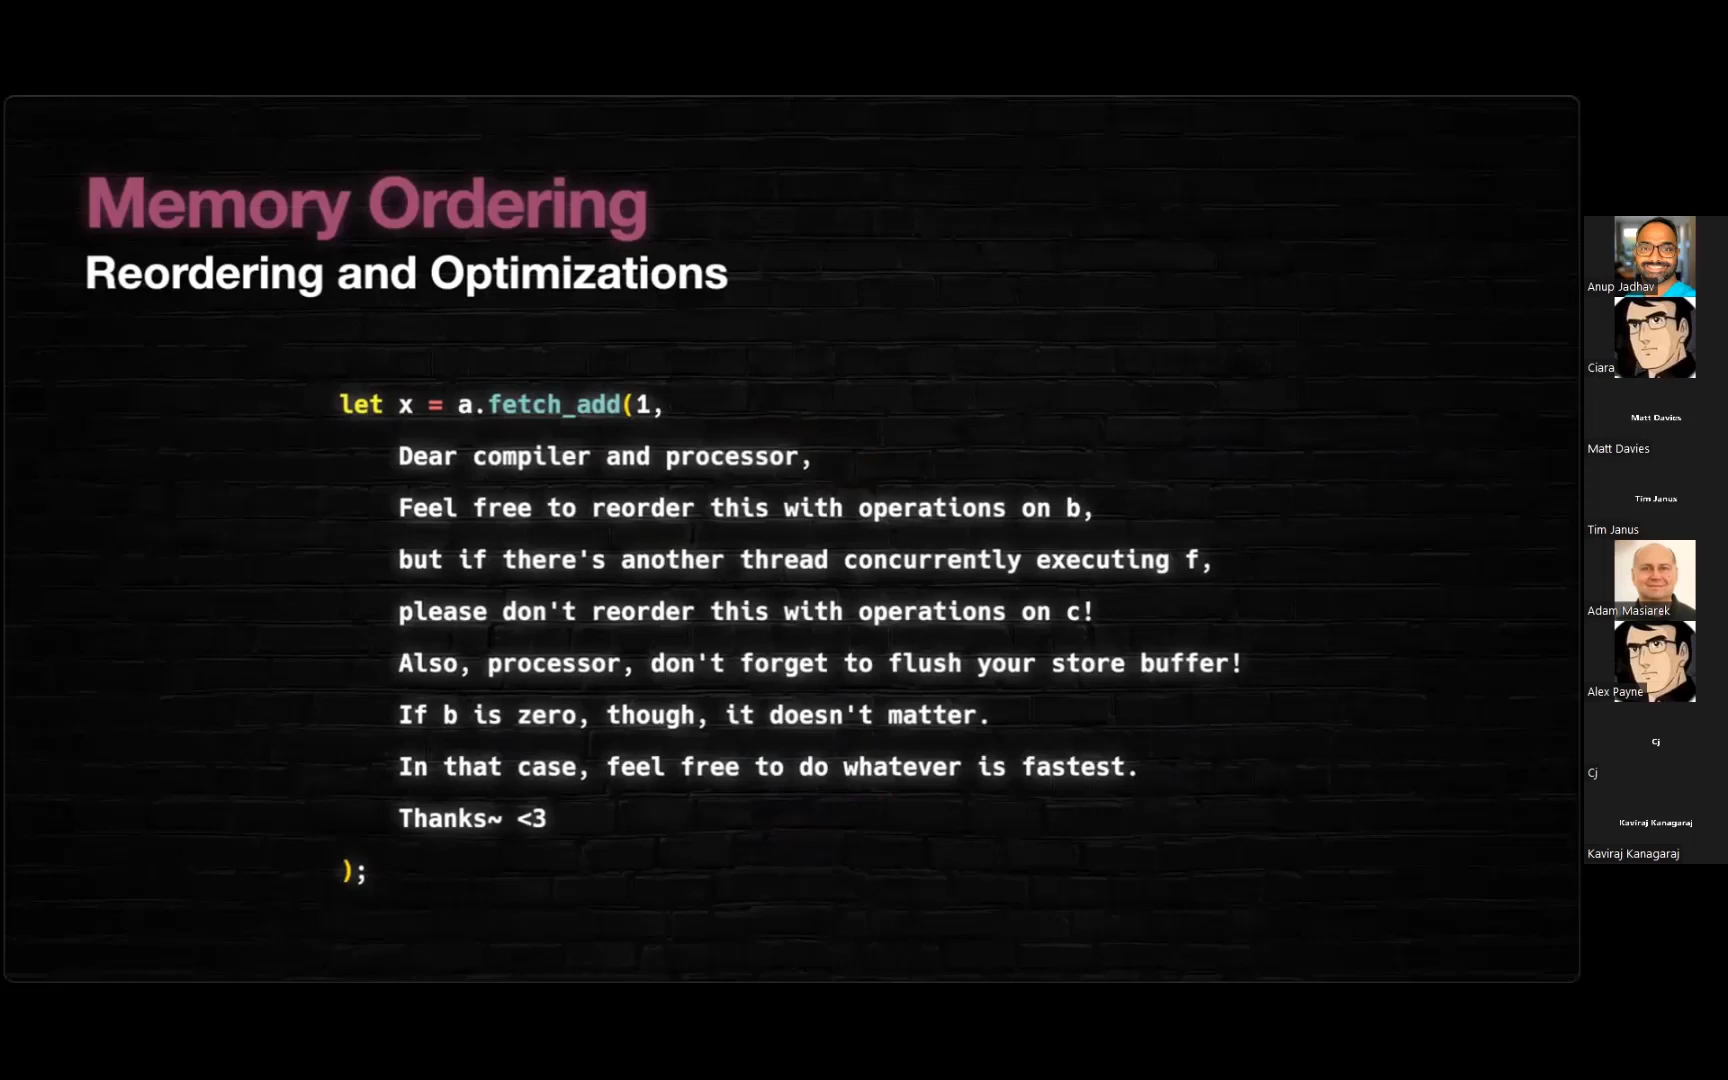 Memory Ordering
Reordering and Optimizations
let x = a.fetch_add(1,
Dear compiler and processor,
Feel free to reorder this with operations on b,
but if there's another thread concurrently executing f,
please don't reorder this with operations on c!
Also, processor, don't forget to flush your store buffer!
If b is zero, though, it doesn't matter.
In that case, feel free to do whatever is fastest.
Thanks~ <3
);
Anup Jadhav
Ciara
Matt Davies
Matt Davies
Tim Janus
Tim Janus
Adam Masiarek
Alex Payne
Cj
Cj
Kaviraj Kanagaraj
Kaviraj Kanagaraj